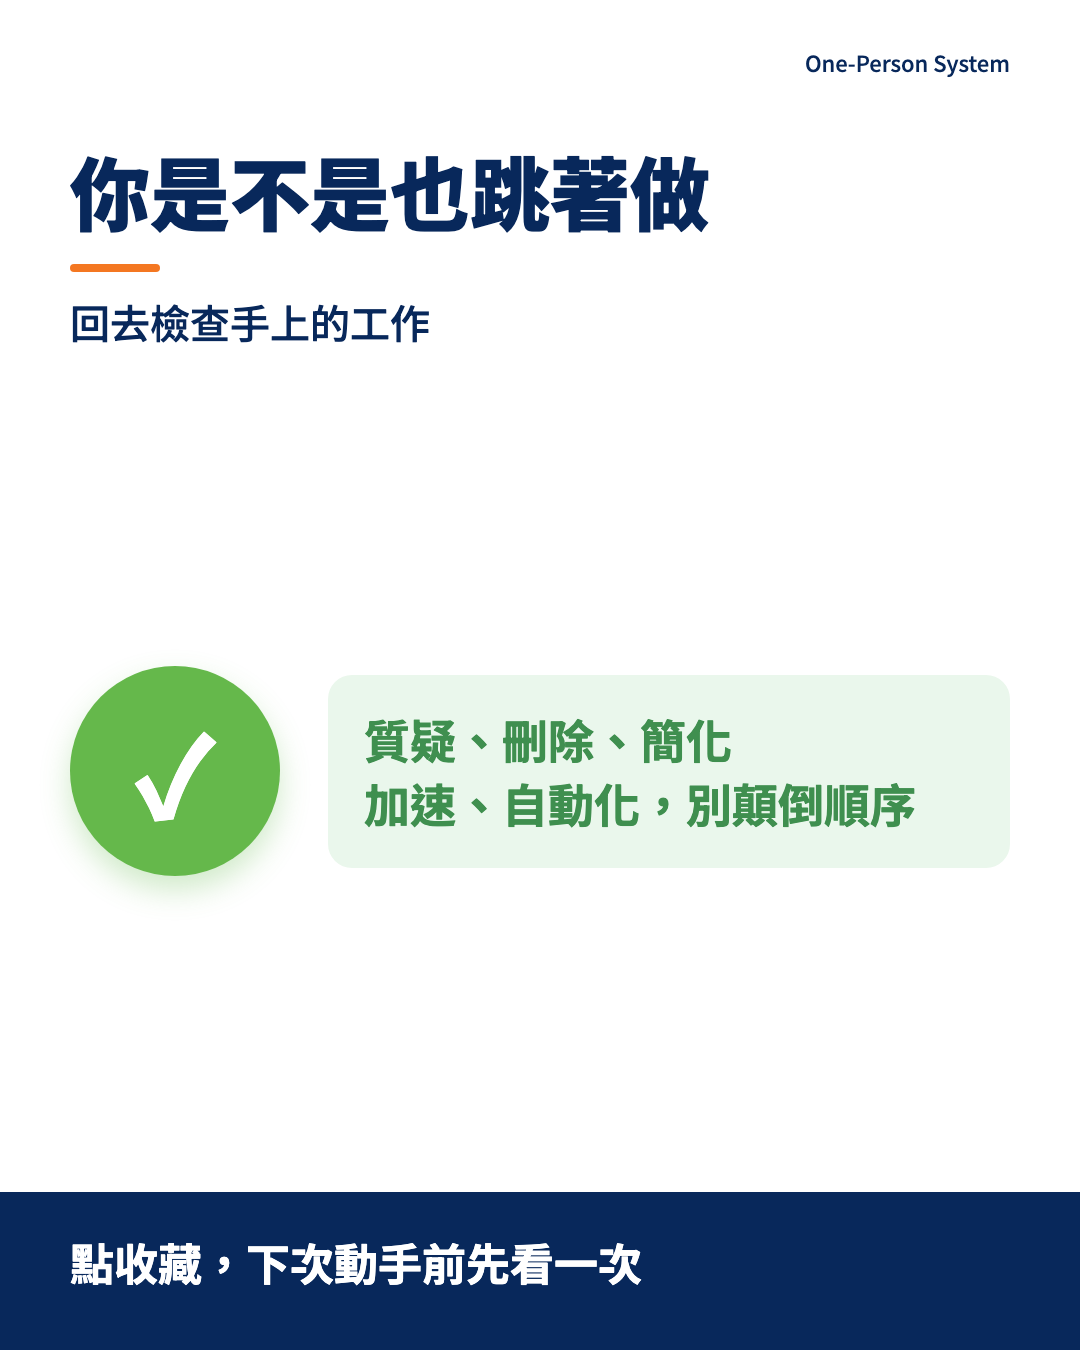 One-Person System
你是不是也跳著做
回去檢查手上的工作
質疑、刪除、簡化
加速、自動化，別顛倒順序
點收藏，下次動手前先看一次